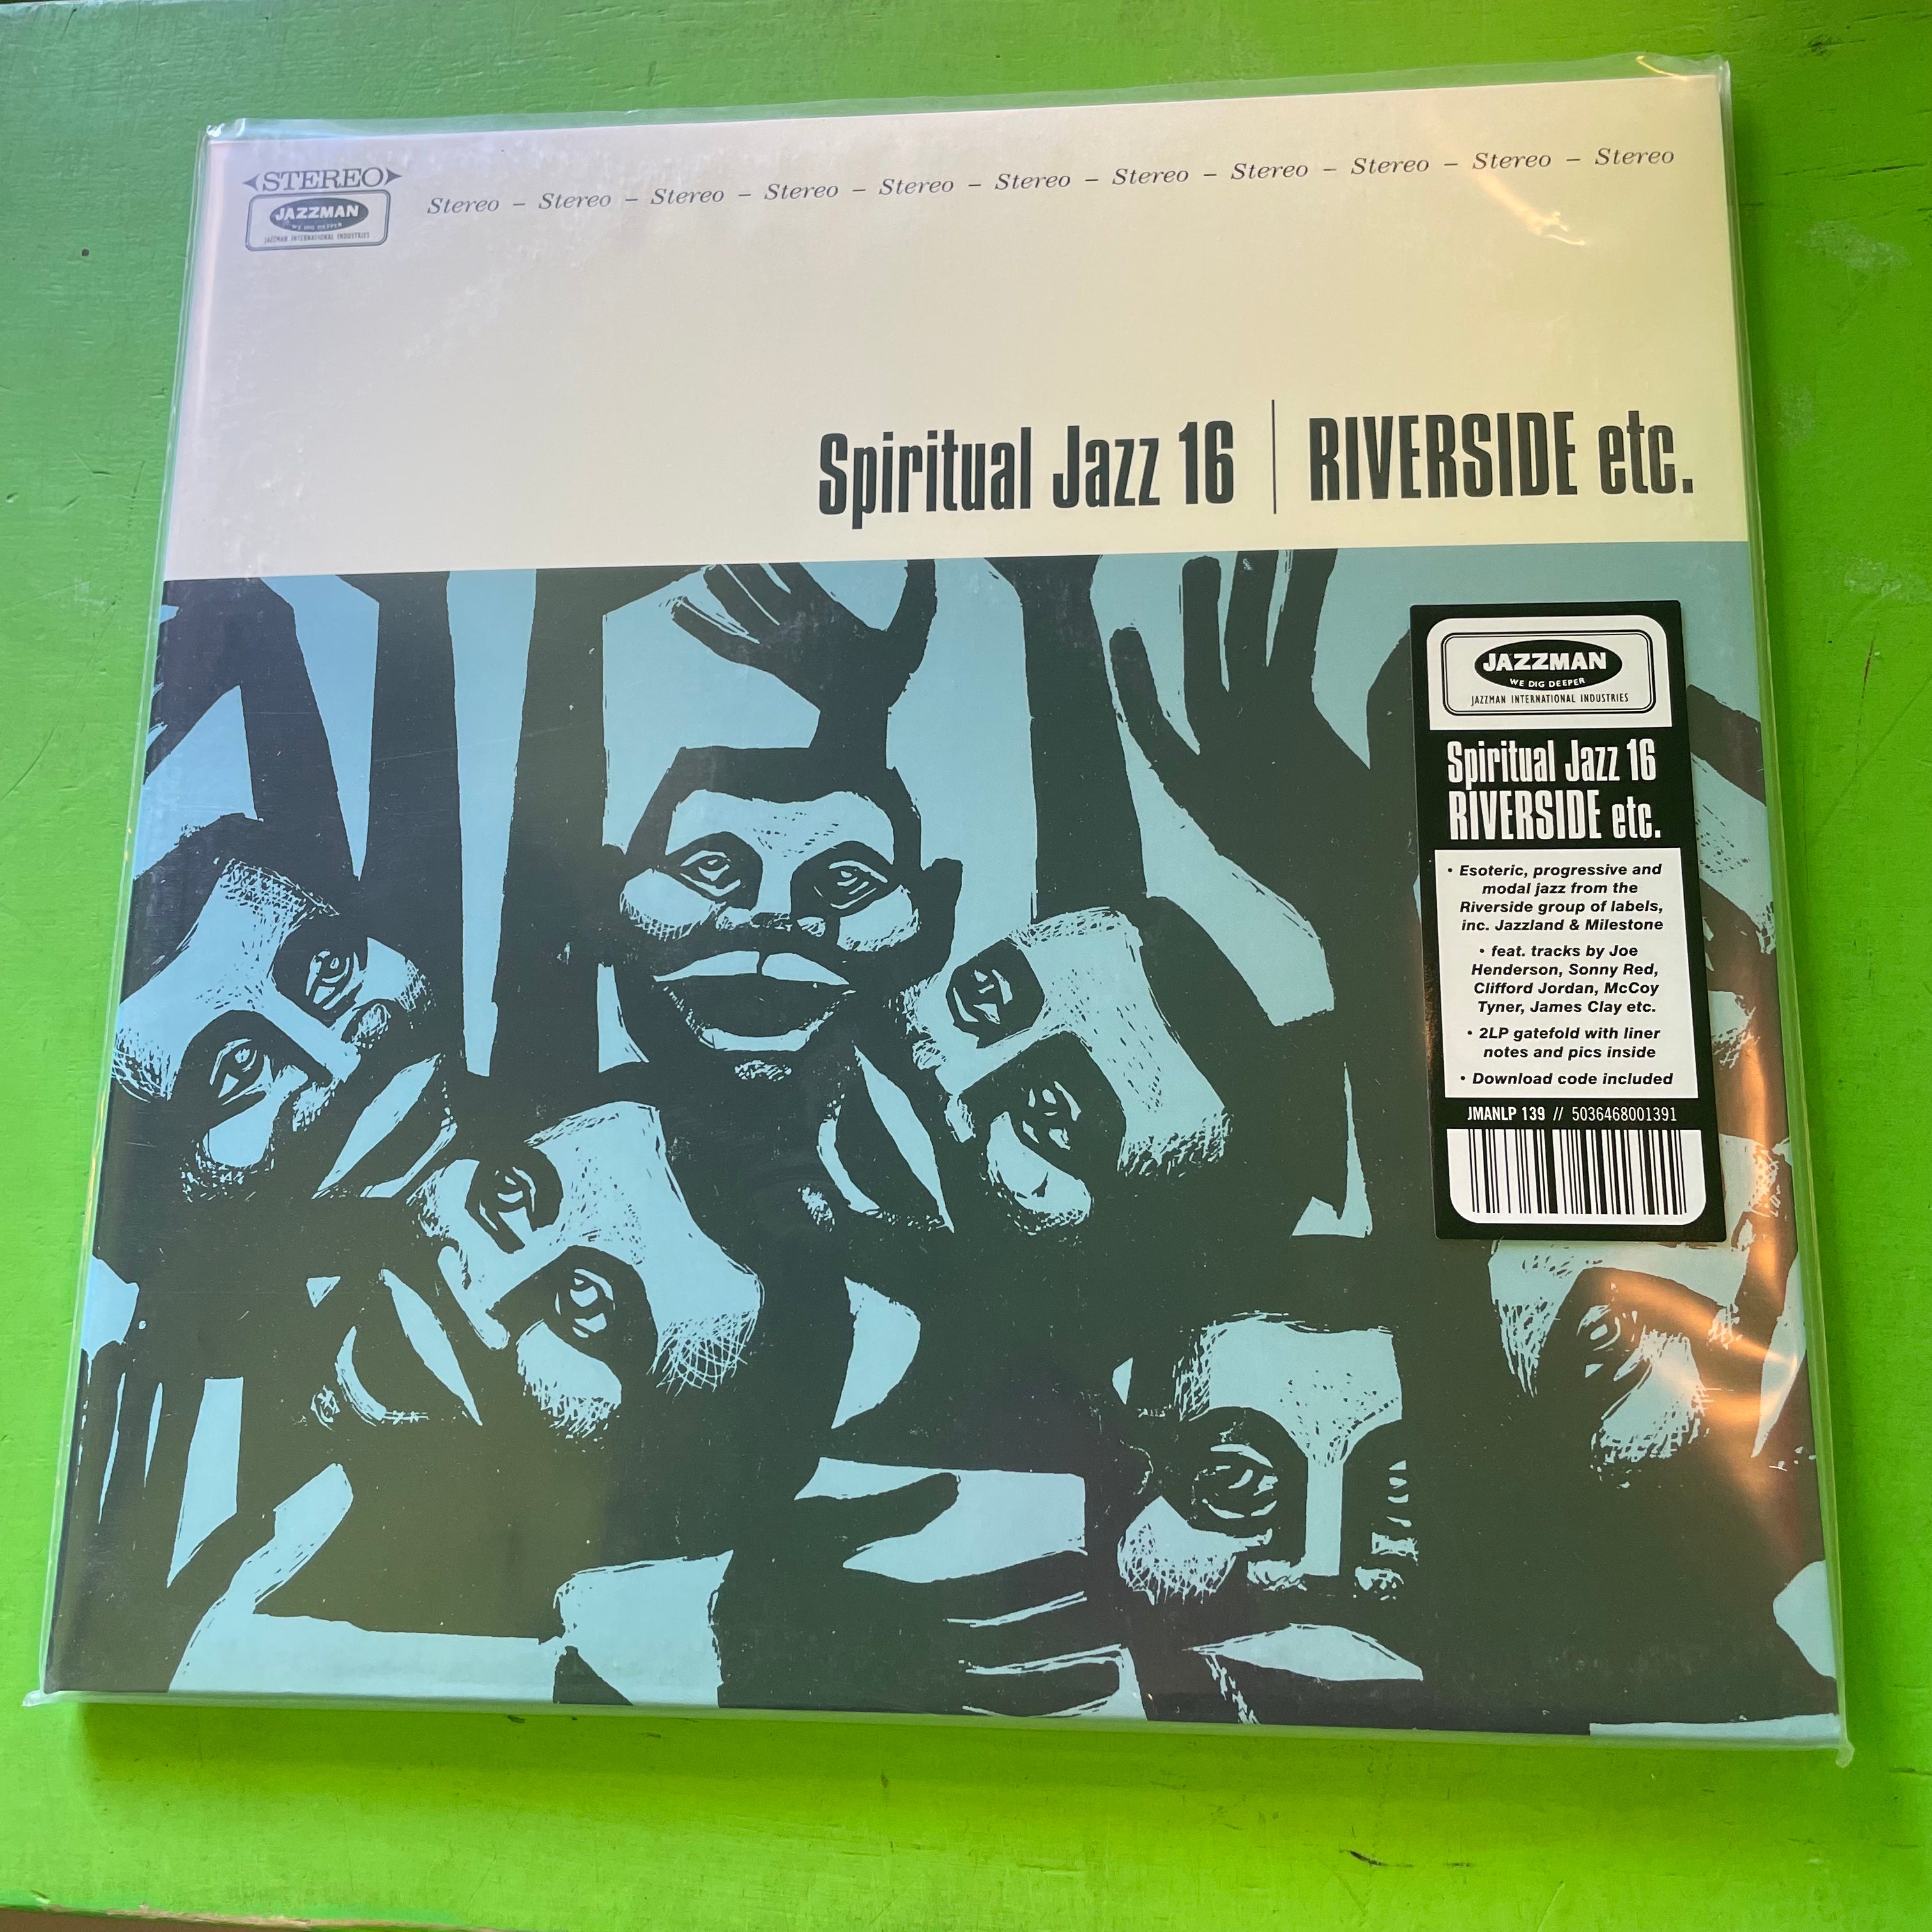 STEREO
Stereo – Stereo – Stereo – Stereo – Stereo – Stereo – Stereo – Stereo – Stereo – Stereo – Stereo
JAZZMAN
WE DIG DEEPER
JAZZMAN INTERNATIONAL INDUSTRIES
Spiritual Jazz 16 | RIVERSIDE etc.
JAZZMAN
WE DIG DEEPER
JAZZMAN INTERNATIONAL INDUSTRIES
Spiritual Jazz 16
RIVERSIDE etc.
• Esoteric, progressive and
modal jazz from the
Riverside group of labels,
inc. Jazzland & Milestone
• feat. tracks by Joe
Henderson, Sonny Red,
Clifford Jordan, McCoy
Tyner, James Clay etc.
• 2LP gatefold with liner
notes and pics inside
• Download code included
JMANLP 139 // 5036468001391